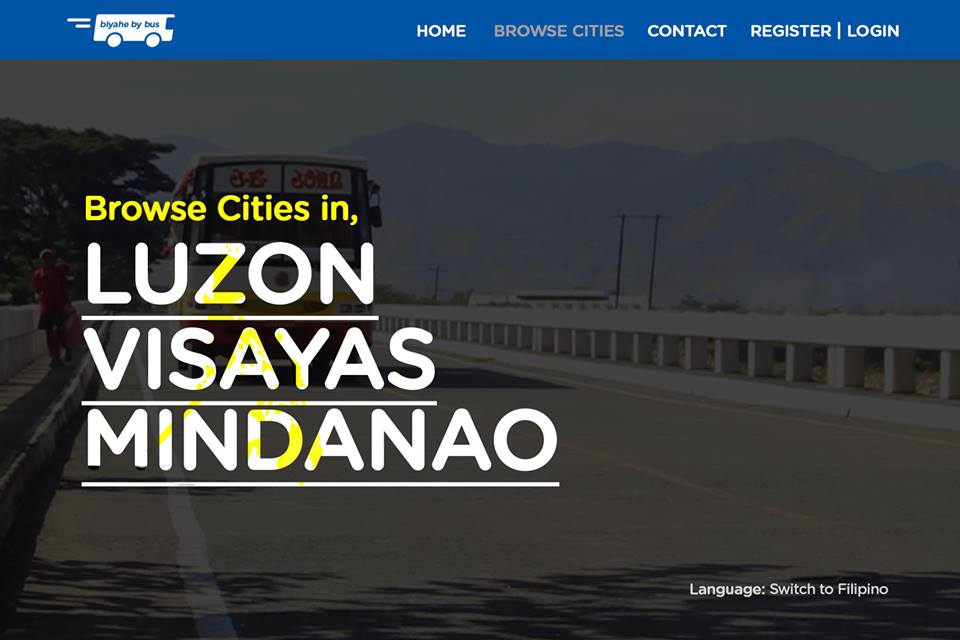 biyahe by bus
HOME BROWSE CITIES CONTACT REGISTER | LOGIN
Browse Cities in,
LUZON
VISAYAS
MINDANAO
Language: Switch to Filipino